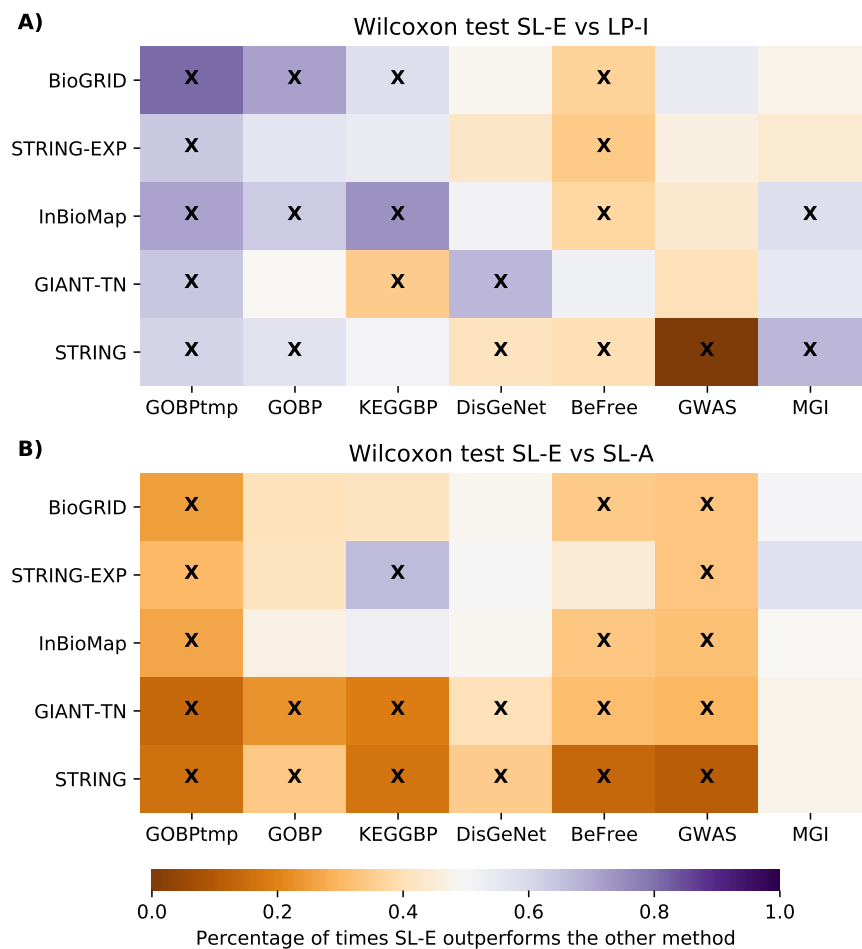 A)
Wilcoxon test SL-E vs LP-I
BioGRID X X X X
STRING-EXP X X
InBioMap X X X X X
GIANT-TN X X X
STRING X X X X X X
GOBPtmp GOBP KEGGBP DisGeNet BeFree GWAS MGI
B)
Wilcoxon test SL-E vs SL-A
BioGRID X X X
STRING-EXP X X X
InBioMap X X X
GIANT-TN X X X X X X
STRING X X X X X X
GOBPtmp GOBP KEGGBP DisGeNet BeFree GWAS MGI
0.0 0.2 0.4 0.6 0.8 1.0
Percentage of times SL-E outperforms the other method